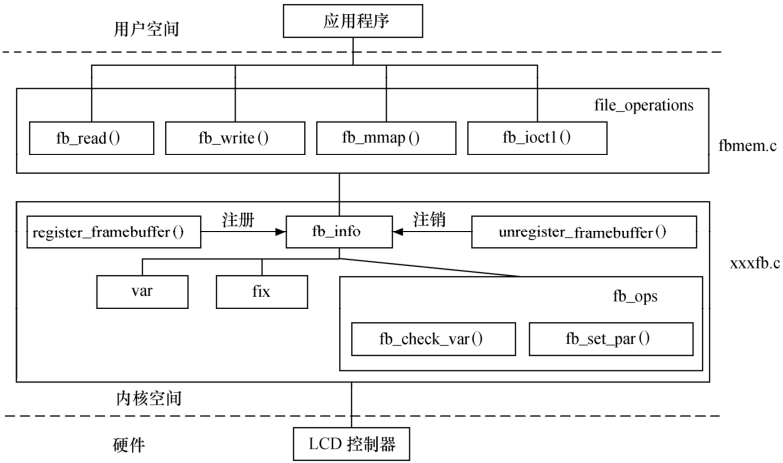 应用程序
用户空间
file_operations
fb_read()
fb_write()
fb_mmap()
fb_ioct1()
fbmem.c
register_framebuffer()
注册
fb_info
注销
unregister_framebuffer()
xxxfb.c
var
fix
fb_ops
fb_check_var()
fb_set_par()
内核空间
硬件
LCD 控制器